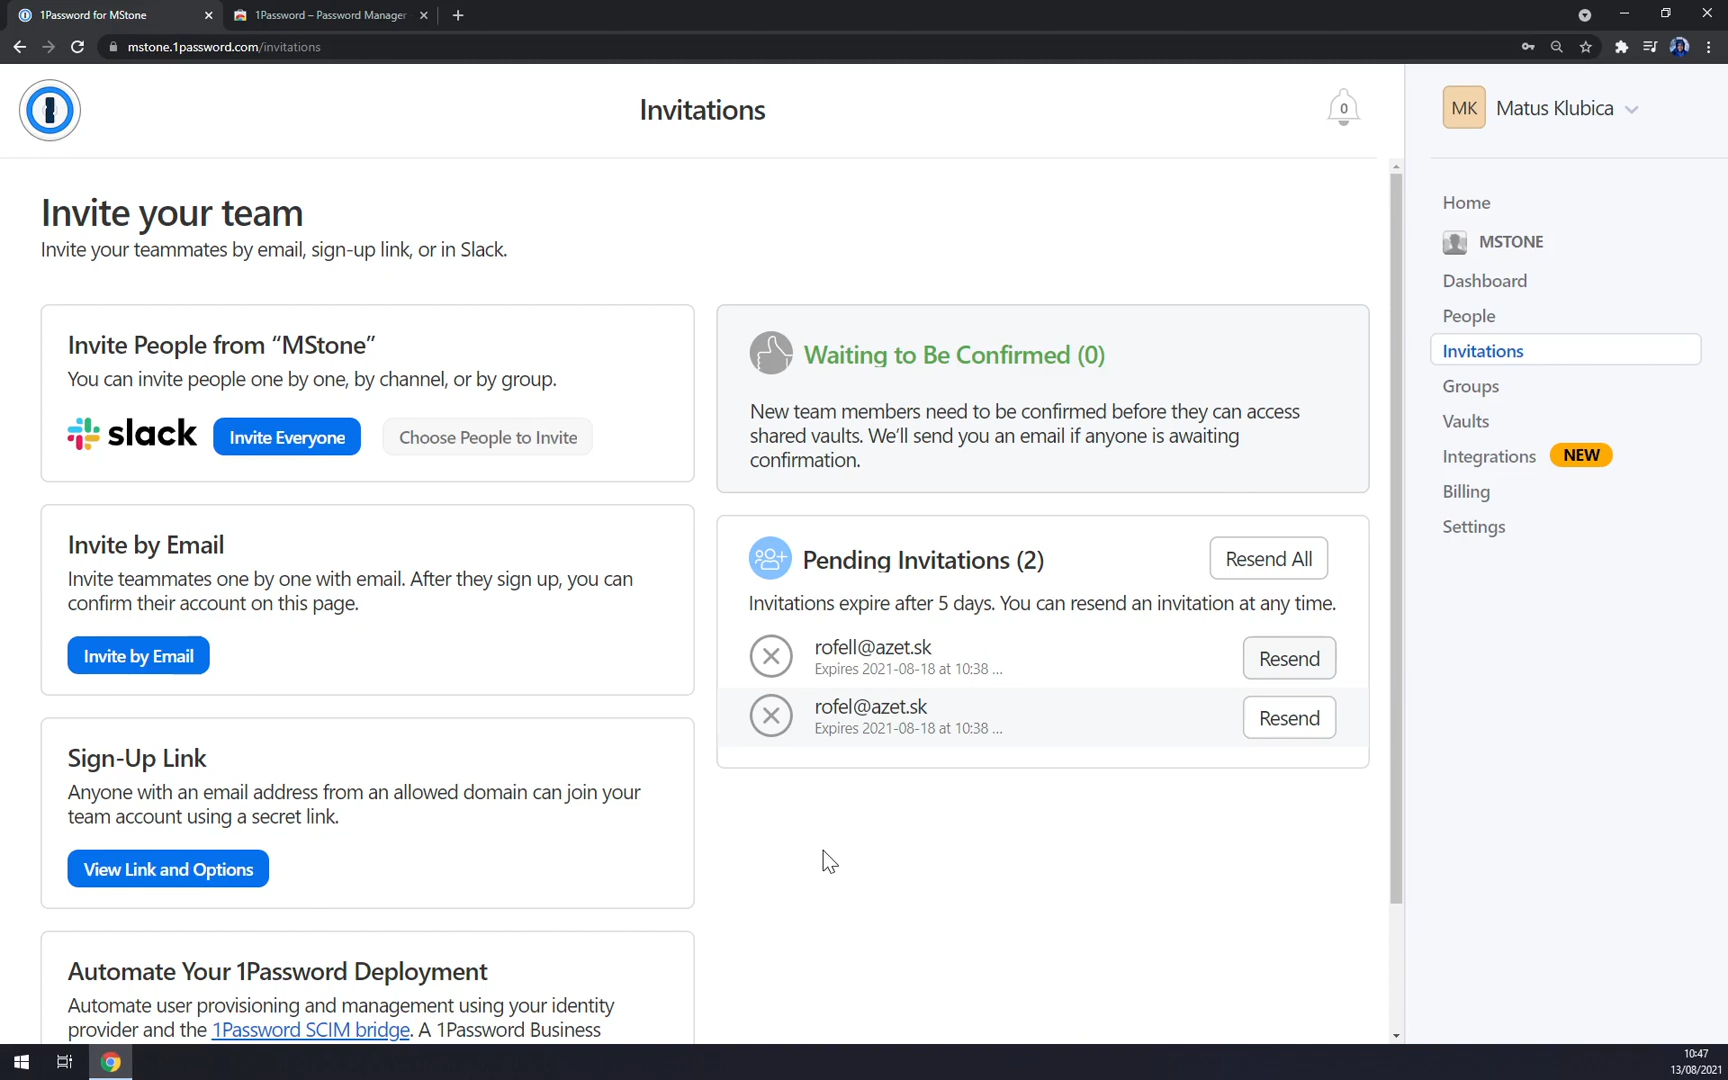 1Password for MStone
1Password – Password Manager
mstone.1password.com/invitations
Invitations
0
MK
Matus Klubica
Invite your team
Invite your teammates by email, sign-up link, or in Slack.
Invite People from “MStone”
You can invite people one by one, by channel, or by group.
slack
Invite Everyone
Choose People to Invite
Invite by Email
Invite teammates one by one with email. After they sign up, you can
confirm their account on this page.
Invite by Email
Sign-Up Link
Anyone with an email address from an allowed domain can join your
team account using a secret link.
View Link and Options
Automate Your 1Password Deployment
Automate user provisioning and management using your identity
provider and the 1Password SCIM bridge. A 1Password Business
Waiting to Be Confirmed (0)
New team members need to be confirmed before they can access
shared vaults. We’ll send you an email if anyone is awaiting
confirmation.
Pending Invitations (2)
Resend All
Invitations expire after 5 days. You can resend an invitation at any time.
rofell@azet.sk
Expires 2021-08-18 at 10:38 ...
Resend
rofel@azet.sk
Expires 2021-08-18 at 10:38 ...
Resend
Home
MSTONE
Dashboard
People
Invitations
Groups
Vaults
Integrations NEW
Billing
Settings
10:47
13/08/2021